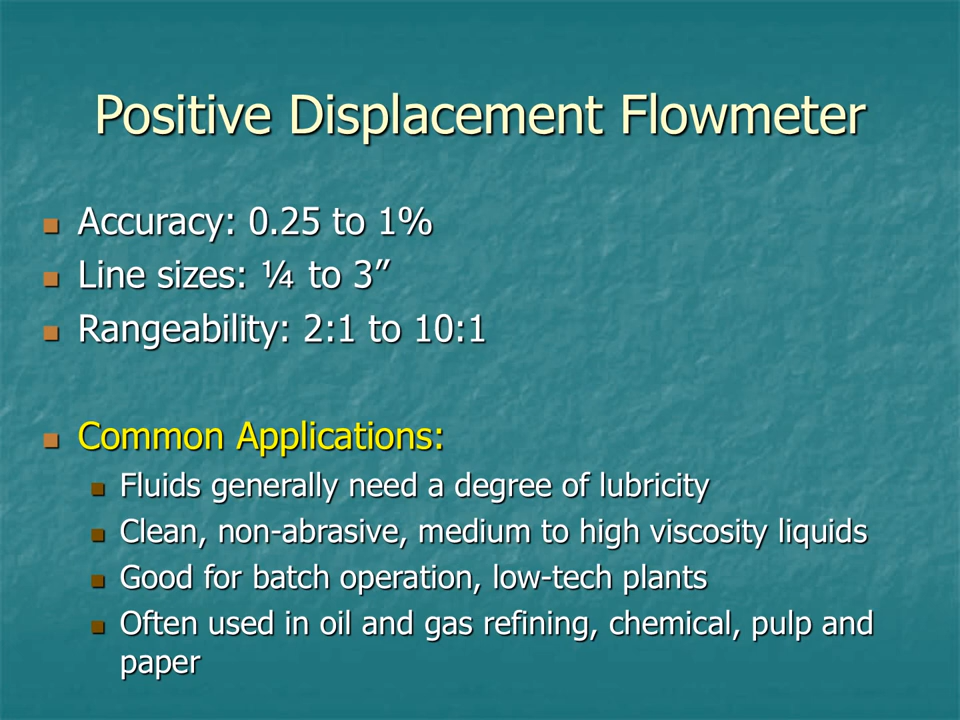 Positive Displacement Flowmeter
Accuracy: 0.25 to 1%
Line sizes: ¼ to 3”
Rangeability: 2:1 to 10:1
Common Applications:
Fluids generally need a degree of lubricity
Clean, non-abrasive, medium to high viscosity liquids
Good for batch operation, low-tech plants
Often used in oil and gas refining, chemical, pulp and
paper